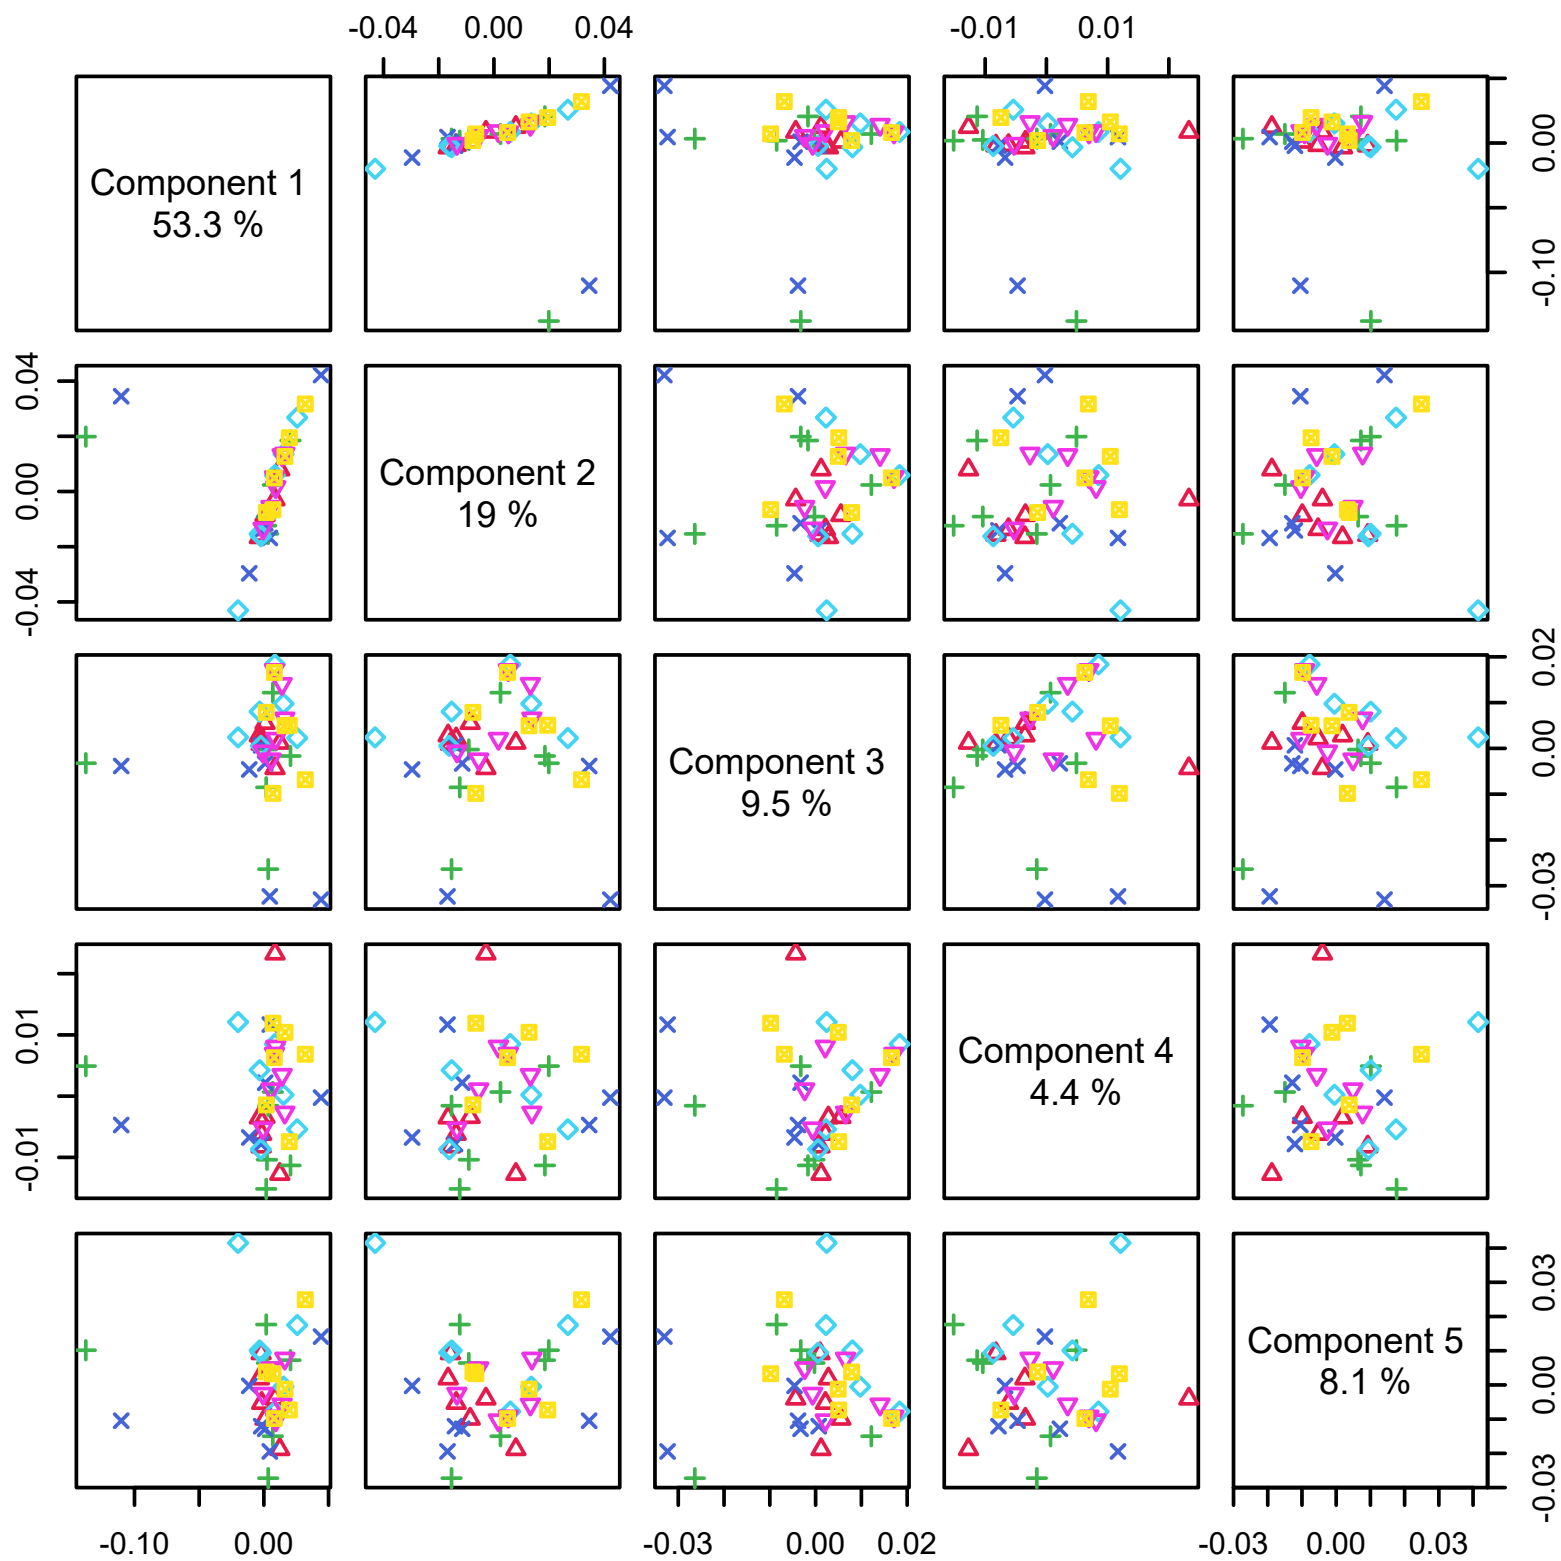 -0.04 0.00 0.04 -0.01 0.01
Component 1
53.3 %
0.00
-0.10
0.04
0.00
-0.04
Component 2
19 %
Component 3
9.5 %
0.02
0.00
-0.03
0.01
-0.01
Component 4
4.4 %
Component 5
8.1 %
0.03
0.00
-0.03
-0.10 0.00 -0.03 0.00 0.02 -0.03 0.00 0.03